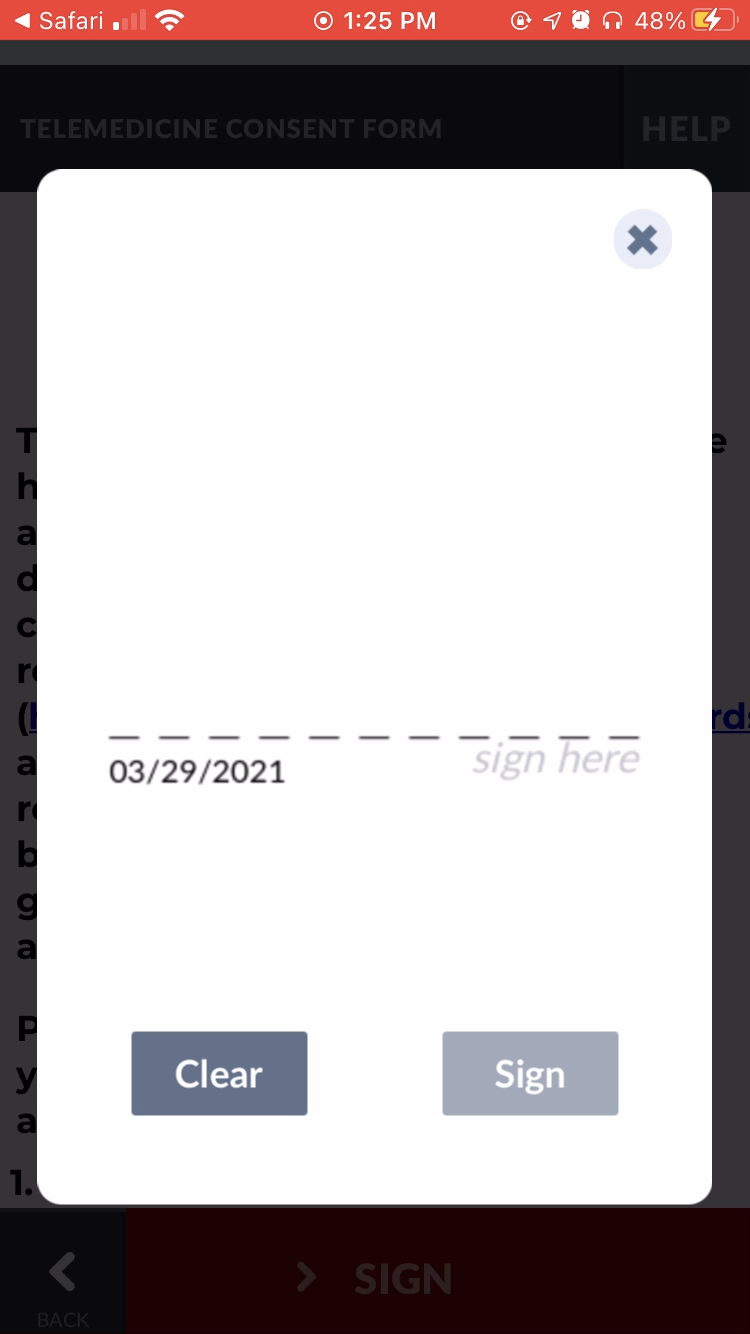 Safari 1:25 PM 48%
TELEMEDICINE CONSENT FORM HELP
T e
h
a
d
c
r
( rds
03/29/2021 sign here
a
r
b
g
a
P
y
Clear Sign
a
1.
SIGN
BACK